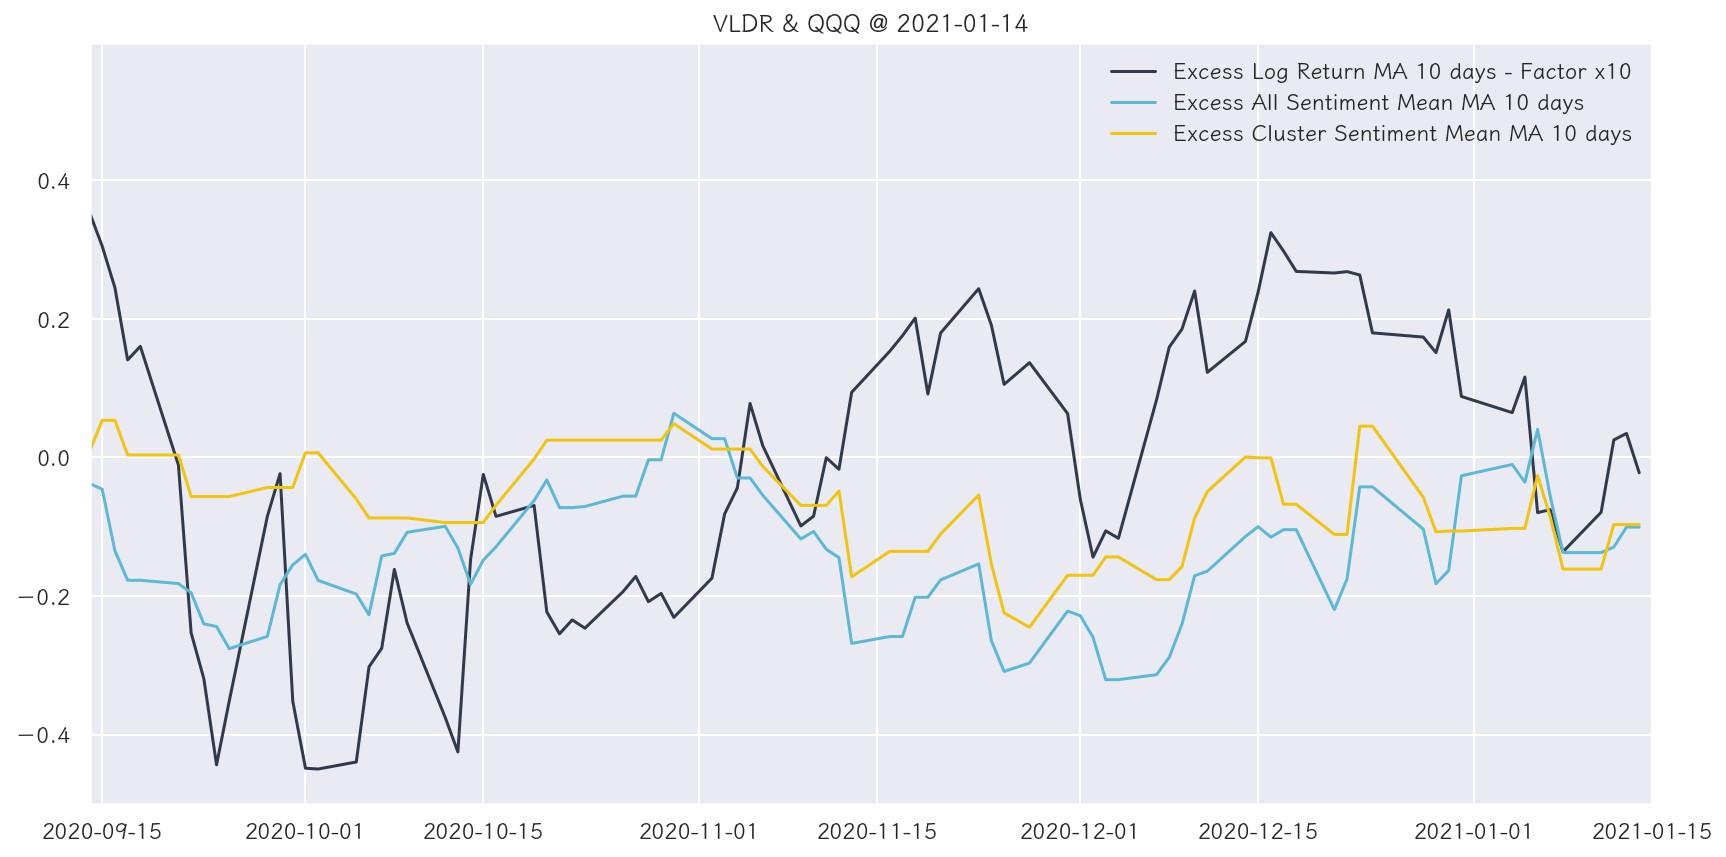 VLDR & QQQ @ 2021-01-14
Excess Log Return MA 10 days - Factor x10
Excess All Sentiment Mean MA 10 days
Excess Cluster Sentiment Mean MA 10 days
0.4
0.2
0.0
−0.2
−0.4
2020-09-15 2020-10-01 2020-10-15 2020-11-01 2020-11-15 2020-12-01 2020-12-15 2021-01-01 2021-01-15